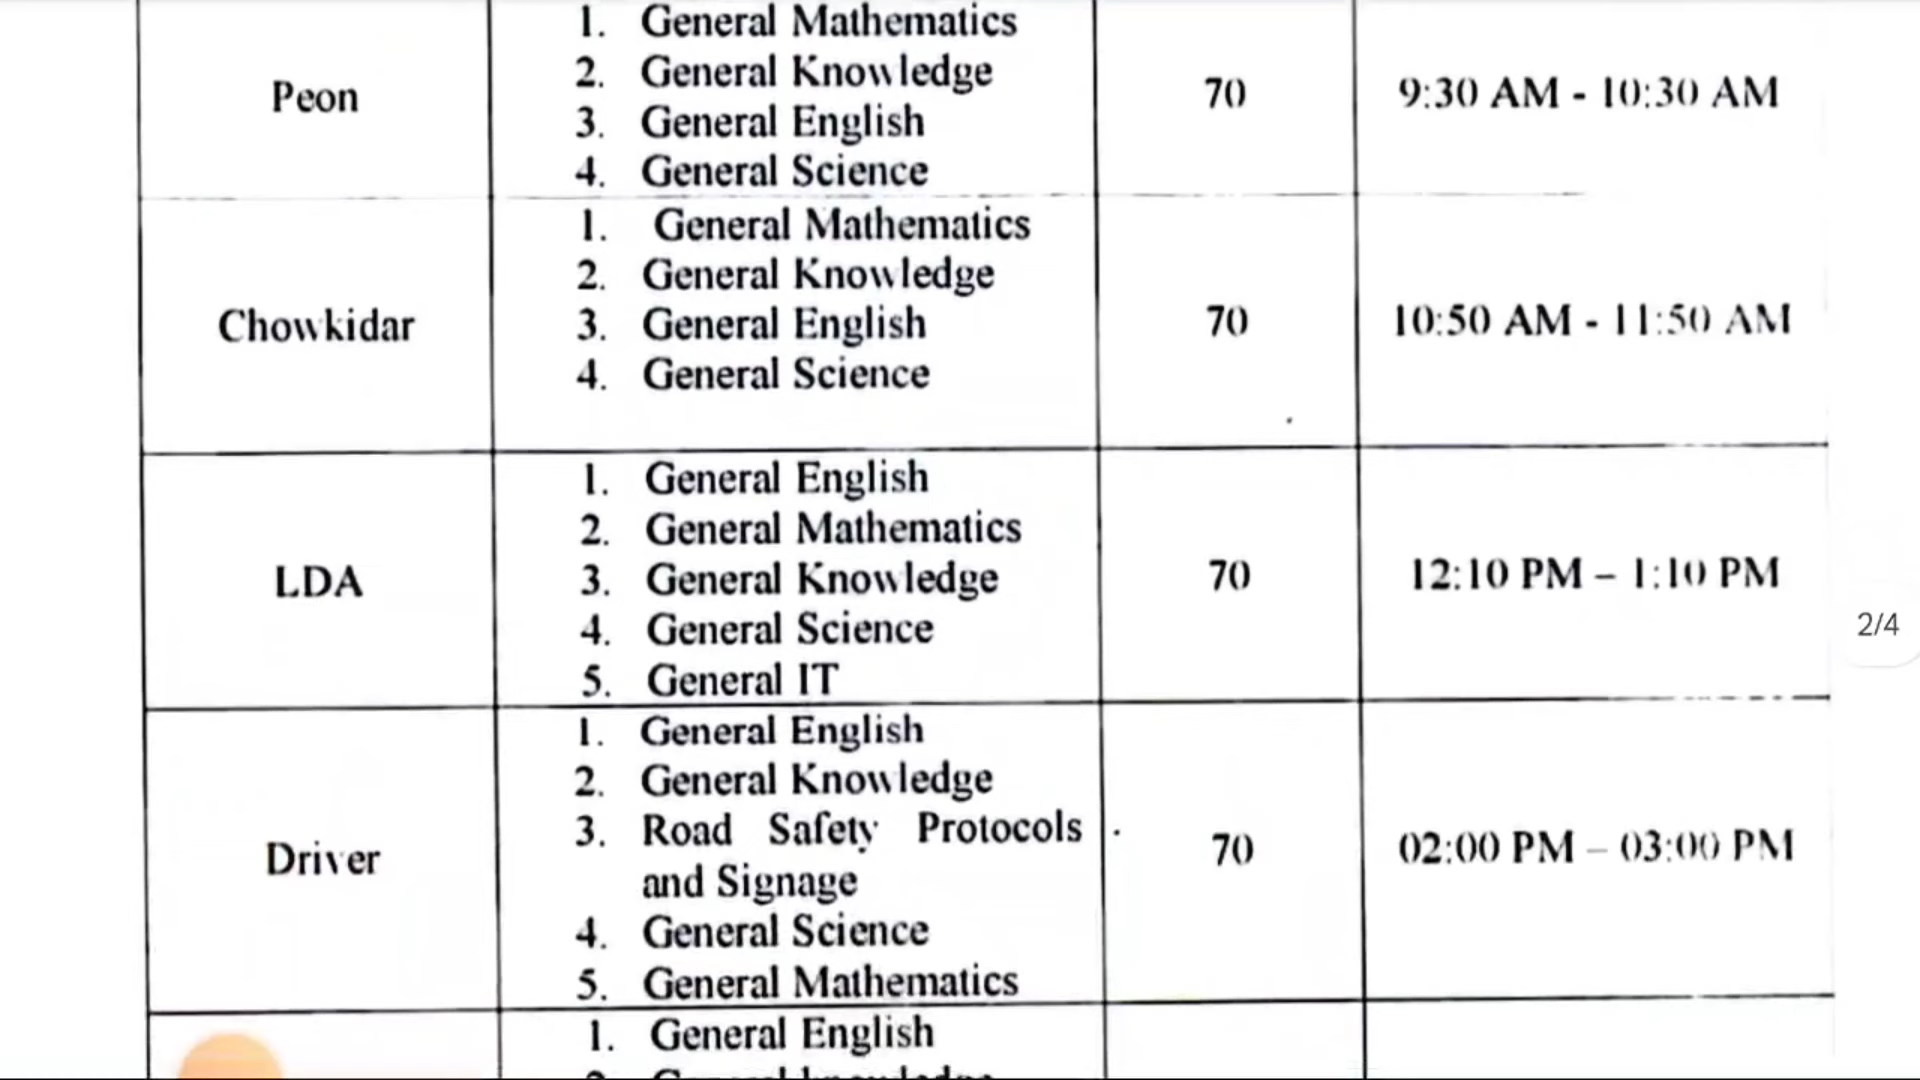 1. General Mathematics
2. General Knowledge
Peon
70
9:30 AM - 10:30 AM
3. General English
4. General Science
1. General Mathematics
2. General Knowledge
Chowkidar
70
10:50 AM - 11:50 AM
3. General English
4. General Science
1. General English
2. General Mathematics
LDA
3. General Knowledge
70
12:10 PM – 1:10 PM
4. General Science
5. General IT
2/4
1. General English
2. General Knowledge
3. Road Safety Protocols
and Signage
Driver
70
02:00 PM – 03:00 PM
4. General Science
5. General Mathematics
1. General English
General knowledge